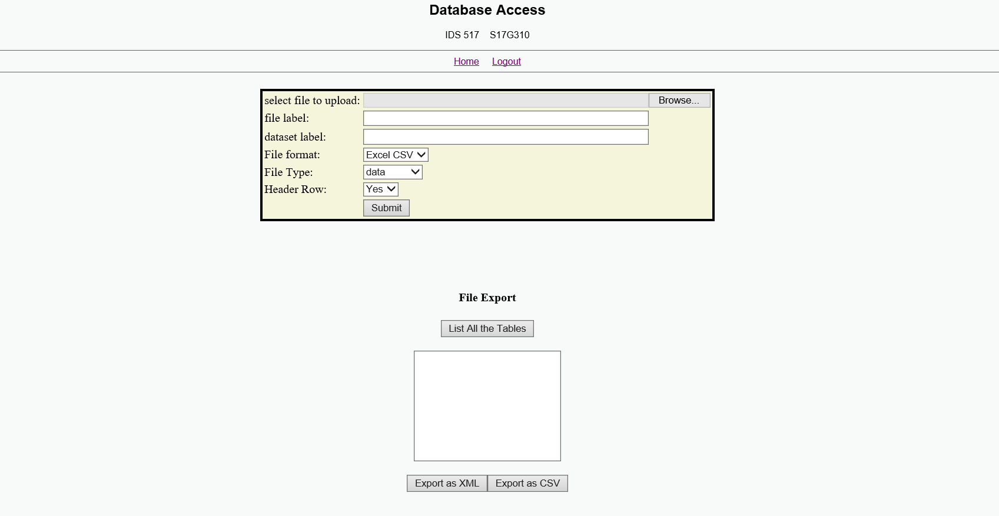 Database Access
IDS 517 S17G310
Home Logout
select file to upload: Browse...
file label:
dataset label:
File format: Excel CSV
File Type: data
Header Row: Yes
Submit
File Export
List All the Tables
Export as XML Export as CSV